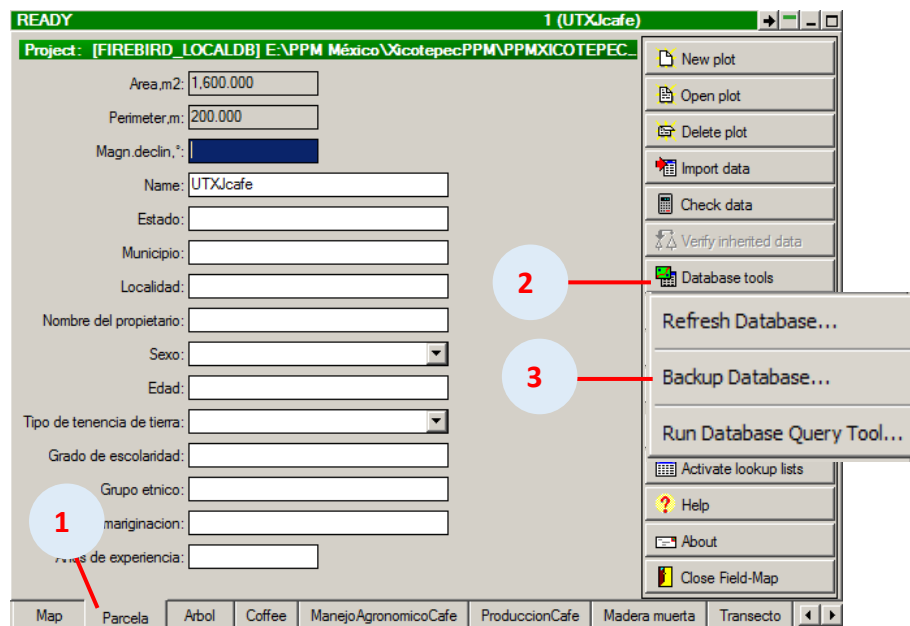 READY 1 (UTXJcafe)
Project: [FIREBIRD_LOCALDB] E:\PPM México\XicotepecPPM\PPMXICOTEPEC...
Area,m2: 1,600.000
Perimeter,m: 200.000
Magn.declin,°:
Name: UTXJcafe
Estado:
Municipio:
Localidad:
Nombre del propietario:
Sexo:
Edad:
Tipo de tenencia de tierra:
Grado de escolaridad:
Grupo etnico:
mariginacion:
de experiencia:
New plot
Open plot
Delete plot
Import data
Check data
Verify inherited data
Database tools
Refresh Database...
Backup Database...
Run Database Query Tool...
Activate lookup lists
Help
About
Close Field-Map
1
2
3
Map Parcela Arbol Coffee ManejoAgronomicoCafe ProduccionCafe Madera muerta Transecto